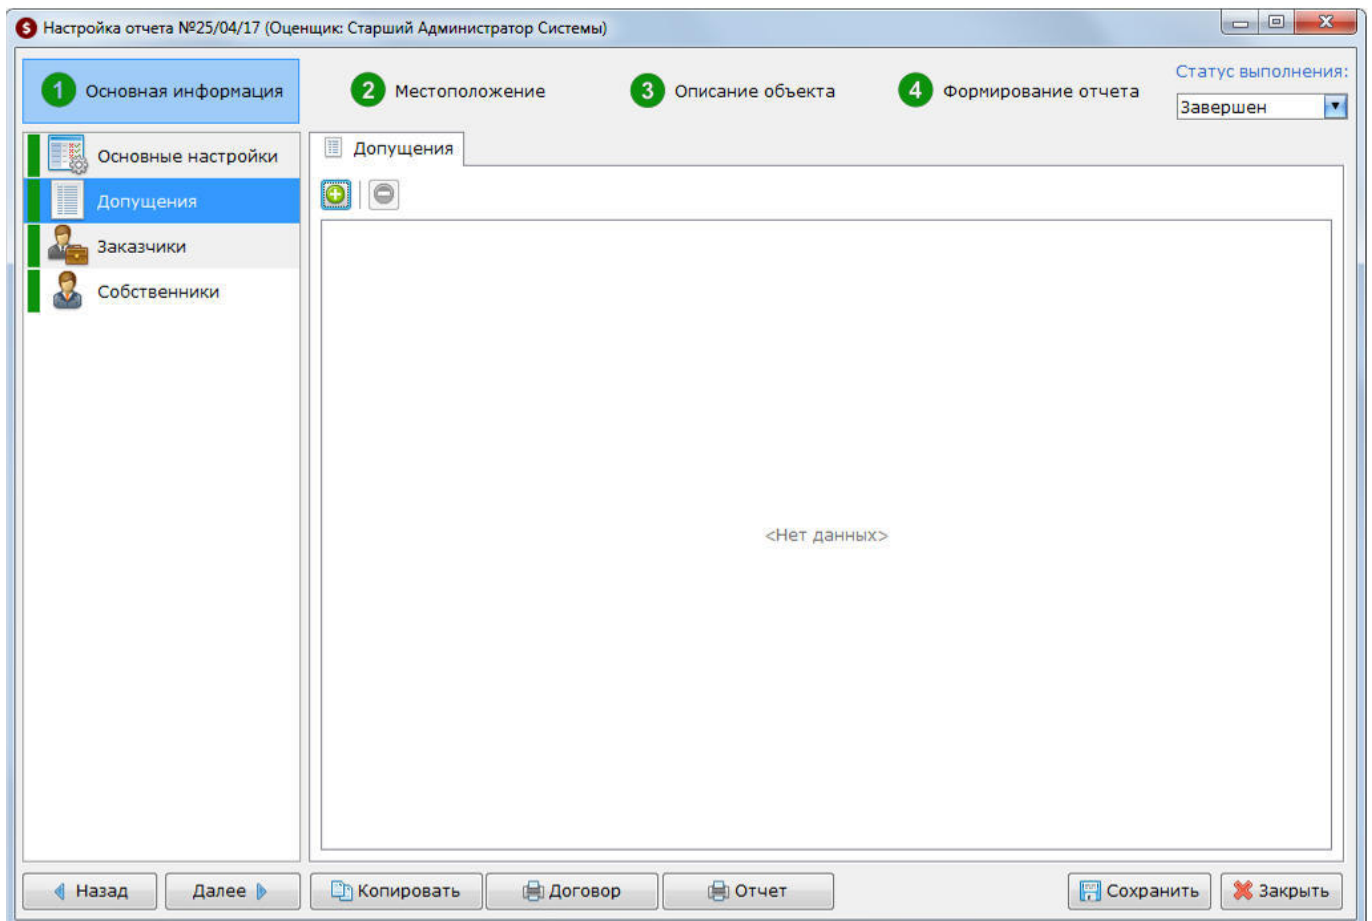 Настройка отчета №25/04/17 (Оценщик: Старший Администратор Системы)
1 Основная информация
2 Местоположение
3 Описание объекта
4 Формирование отчета
Статус выполнения:
Завершен
Основные настройки
Допущения
Заказчики
Собственники
Допущения
<Нет данных>
Назад
Далее
Копировать
Договор
Отчет
Сохранить
Закрыть